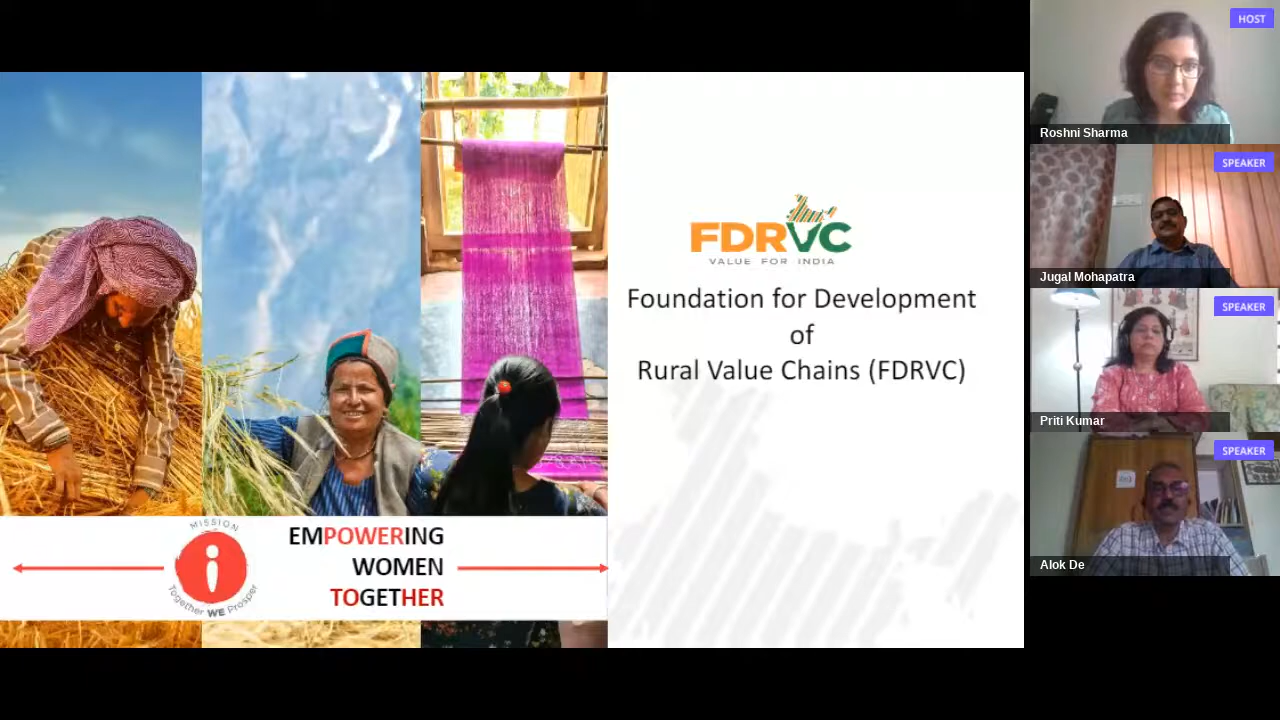 FDRVC
VALUE FOR INDIA
Foundation for Development
of
Rural Value Chains (FDRVC)
MISSION
i
Together WE Prosper
EMPOWERING
WOMEN
TOGETHER
HOST
Roshni Sharma
SPEAKER
Jugal Mohapatra
SPEAKER
Priti Kumar
SPEAKER
Alok De